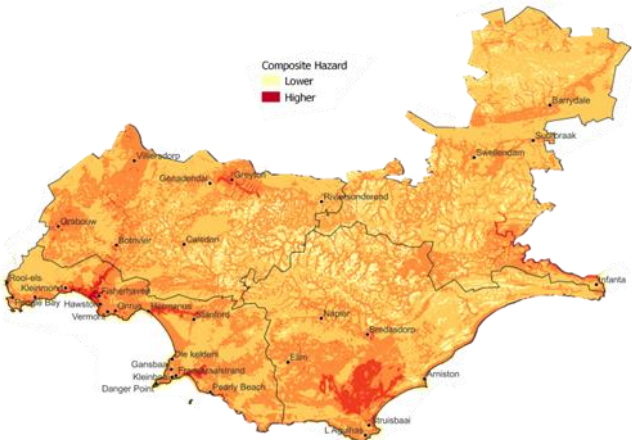 Composite Hazard
Lower
Higher
Barrydale
Suurbraak
Swellendam
Villiersdorp
Genadendal
Greyton
Riviersonderend
Grabouw
Botrivier
Caledon
Rooi-els
Kleinmond
Fisherhaven
Pringle Bay
Hawston
Onrus
Hermanus
Vermont
Stanford
Infanta
Napier
Bredasdorp
Die kelders
Gansbaai
Elim
Franskraalstrand
Kleinbaai
Danger Point
Pearly Beach
Arniston
Struisbaai
L'Agulhas